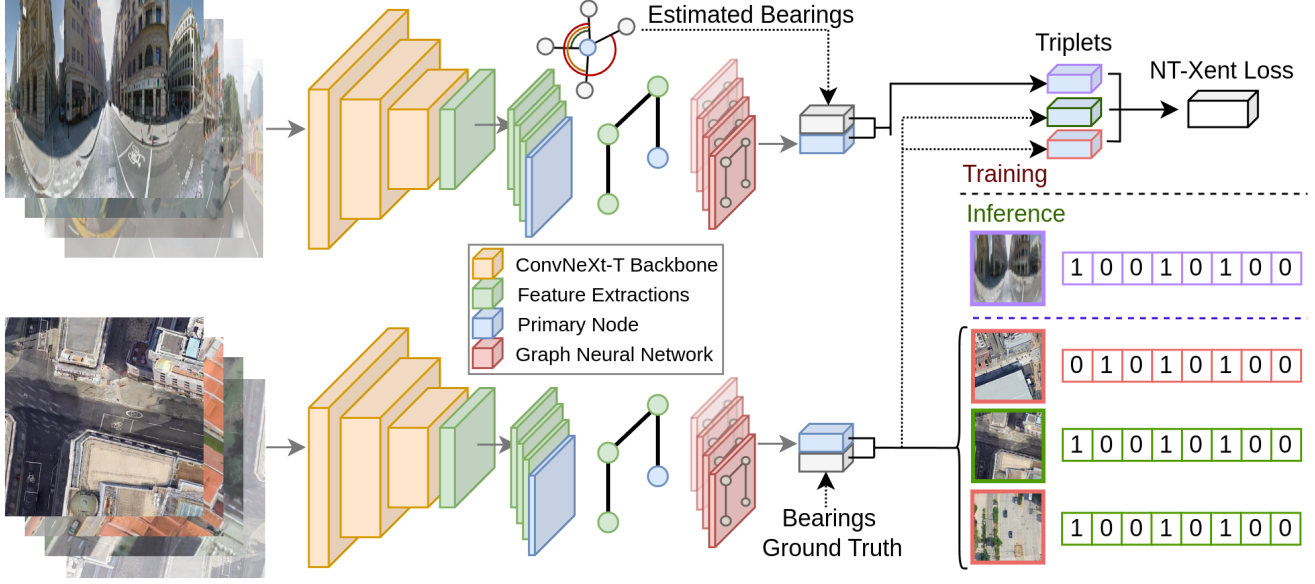 Estimated Bearings
Triplets
NT-Xent Loss
Training
Inference
1 0 0 1 0 1 0 0
ConvNeXt-T Backbone
Feature Extractions
Primary Node
Graph Neural Network
0 1 0 1 0 1 0 0
1 0 0 1 0 1 0 0
1 0 0 1 0 1 0 0
Bearings
Ground Truth